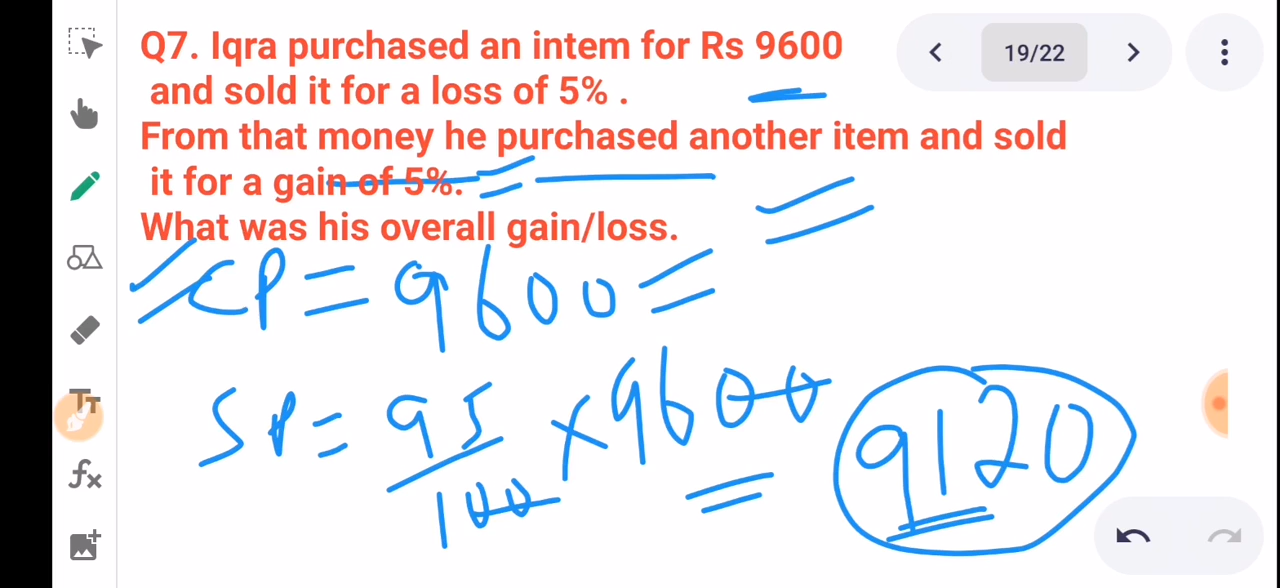 Q7. Iqra purchased an intem for Rs 9600
and sold it for a loss of 5% .
From that money he purchased another item and sold
it for a gain of 5%.
What was his overall gain/loss.
CP = 9600
SP = 95/100 × 9600 = 9120
19/22
Tт
fx